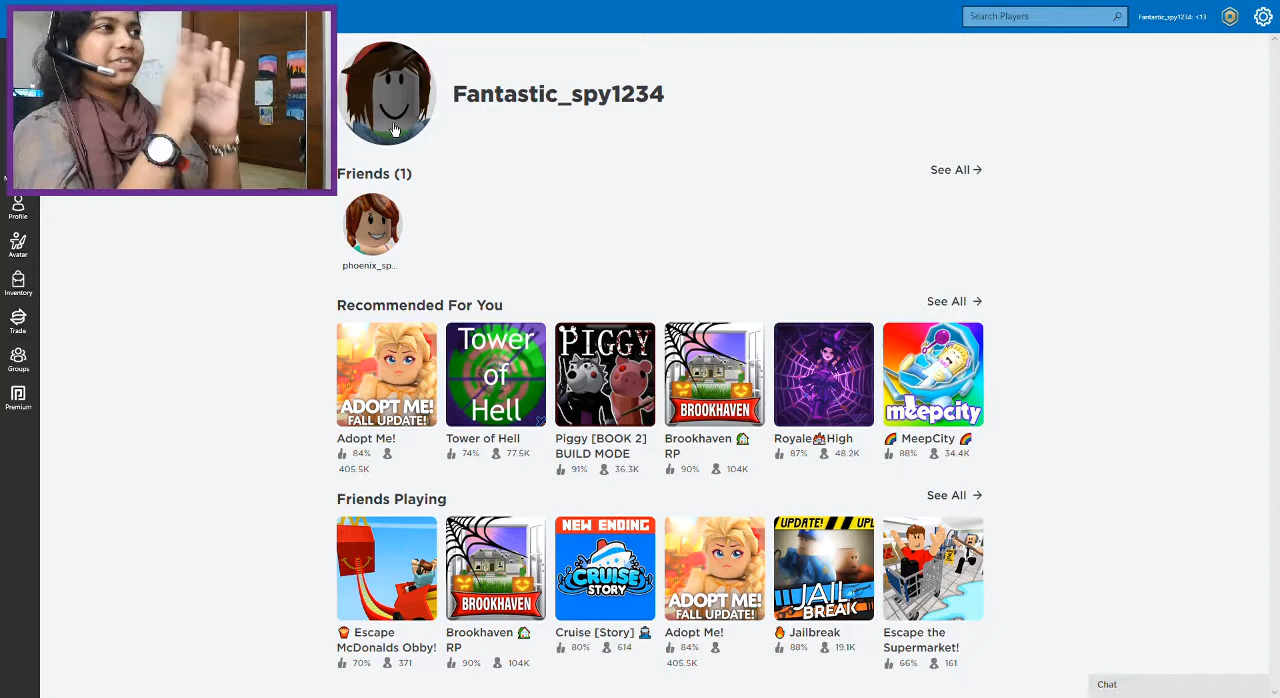 Search Players
Fantastic_spy1234: <13
Fantastic_spy1234
Profile
Avatar
Inventory
Trade
Groups
Premium
Friends (1)
See All →
phoenix_sp...
Recommended For You
See All →
ADOPT ME!
FALL UPDATE!
Tower
of
Hell
PIGGY
BROOKHAVEN
meepcity
Adopt Me!
84%
405.5K
Tower of Hell
74% 77.5K
Piggy [BOOK 2]
BUILD MODE
91% 36.3K
Brookhaven 🏡
RP
90% 104K
Royale🏰High
87% 48.2K
🌈 MeepCity 🌈
88% 34.4K
Friends Playing
See All →
BROOKHAVEN
NEW ENDING
CRUISE
STORY
ADOPT ME!
FALL UPDATE!
UPDATE! UPD
JAIL
BREAK
🍟 Escape
McDonalds Obby!
70% 371
Brookhaven 🏡
RP
90% 104K
Cruise [Story]
80% 614
Adopt Me!
84%
405.5K
🔥 Jailbreak
88% 19.1K
Escape the
Supermarket!
66% 161
Chat